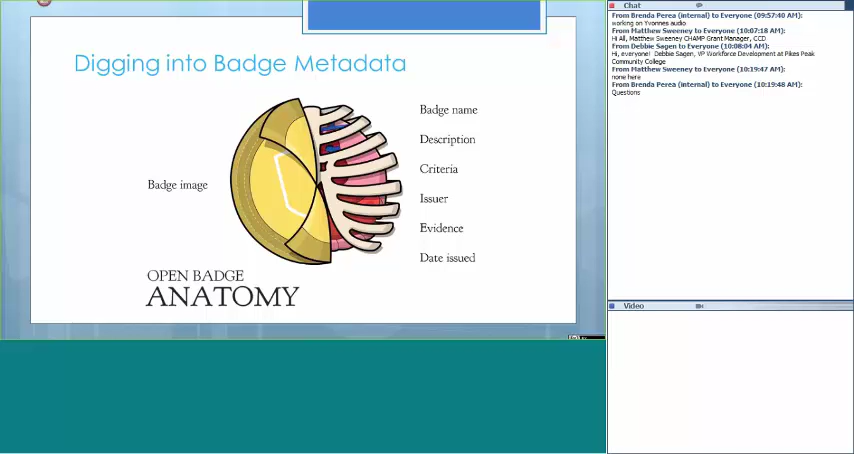 Digging into Badge Metadata
Badge name
Description
Criteria
Badge image
Issuer
Evidence
Date issued
OPEN BADGE
ANATOMY
Chat
From Brenda Perea (internal) to Everyone (09:57:40 AM):
working on Yvonnes audio
From Matthew Sweeney to Everyone (10:07:18 AM):
Hi All, Matthew Sweeney CHAMP Grant Manager, CCD
From Debbie Sagen to Everyone (10:08:04 AM):
Hi, everyone! Debbie Sagen, VP Workforce Development at Pikes Peak
Community College
From Matthew Sweeney to Everyone (10:19:47 AM):
none here
From Brenda Perea (internal) to Everyone (10:19:48 AM):
Questions
Video